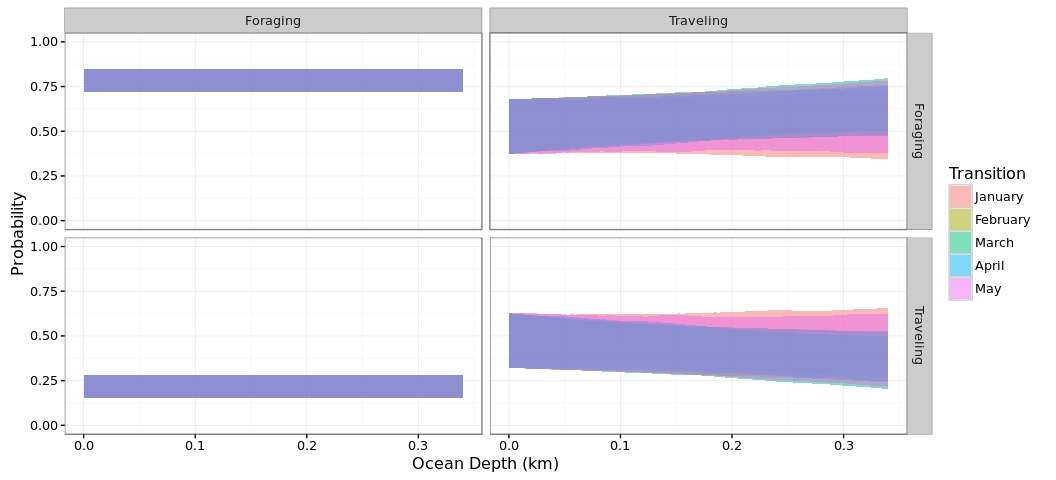 Foraging
Traveling
1.00
0.75
0.50
0.25
0.00
Foraging
1.00
0.75
0.50
0.25
0.00
Traveling
Probability
0.0
0.1
0.2
0.3
0.0
0.1
0.2
0.3
Ocean Depth (km)
Transition
January
February
March
April
May